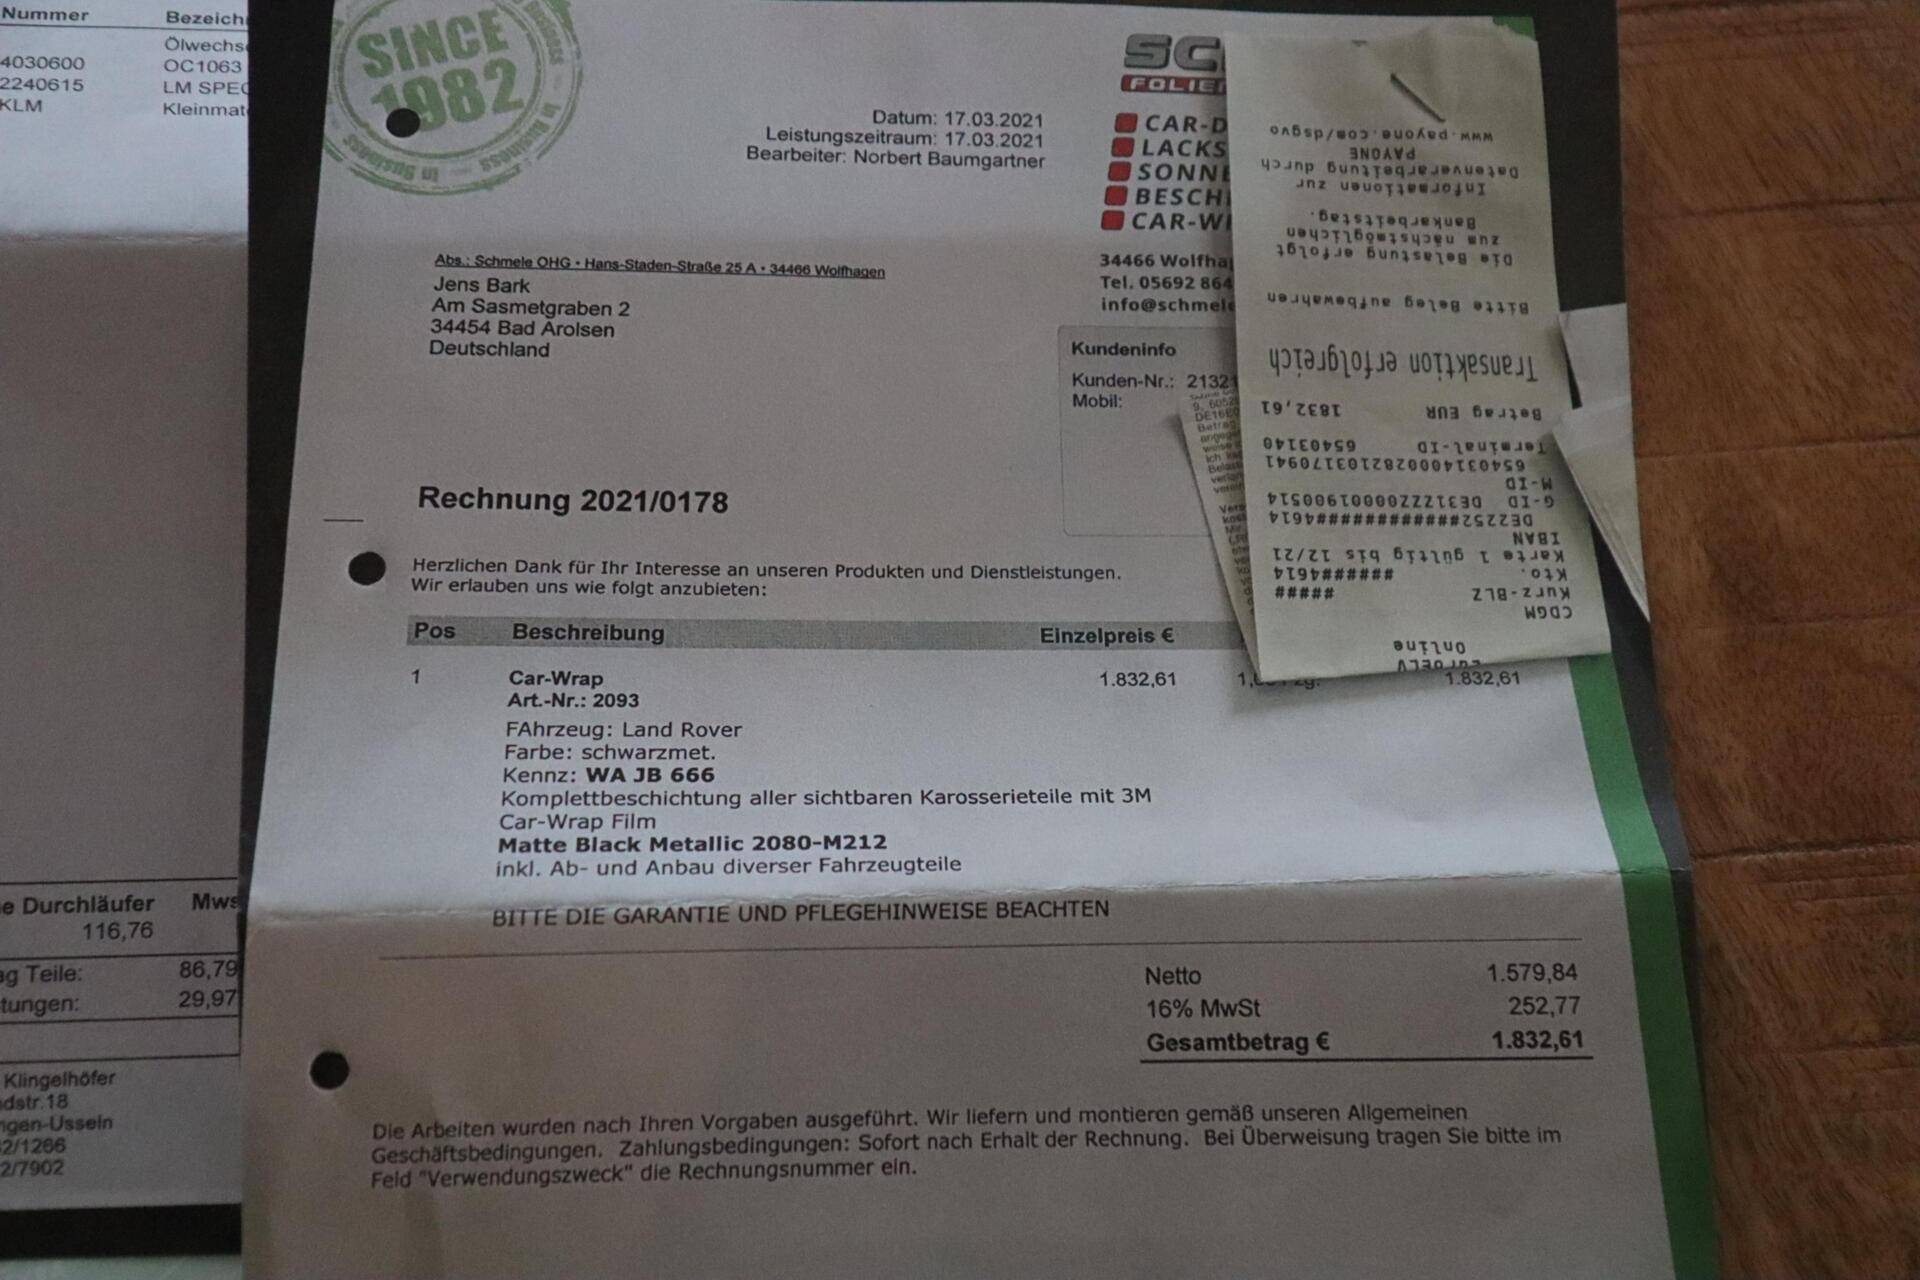 Nummer Bezeich
Ölwechs
4030600 OC1063
2240615 LM SPEC
KLM Kleinmat
e Durchläufer Mws
116,76
ag Teile: 86,79
tungen: 29,97
Klingelhöfer
dstr.18
ngen-Usseln
2/1266
2/7902
SINCE
1982
in Business
Datum: 17.03.2021
Leistungszeitraum: 17.03.2021
Bearbeiter: Norbert Baumgartner
SC
FOLIE
CAR-D
LACKS
SONNE
BESCH
CAR-W
34466 Wolfha
Tel. 05692 864
info@schmele
Abs.: Schmele OHG • Hans-Staden-Straße 25 A • 34466 Wolfhagen
Jens Bark
Am Sasmetgraben 2
34454 Bad Arolsen
Deutschland
Kundeninfo
Kunden-Nr.: 2132
Mobil:
Rechnung 2021/0178
Herzlichen Dank für Ihr Interesse an unseren Produkten und Dienstleistungen.
Wir erlauben uns wie folgt anzubieten:
Pos Beschreibung Einzelpreis €
1 Car-Wrap 1.832,61 1.832,61
Art.-Nr.: 2093
FAhrzeug: Land Rover
Farbe: schwarzmet.
Kennz: WA JB 666
Komplettbeschichtung aller sichtbaren Karosserieteile mit 3M
Car-Wrap Film
Matte Black Metallic 2080-M212
inkl. Ab- und Anbau diverser Fahrzeugteile
BITTE DIE GARANTIE UND PFLEGEHINWEISE BEACHTEN
Netto 1.579,84
16% MwSt 252,77
Gesamtbetrag € 1.832,61
Die Arbeiten wurden nach Ihren Vorgaben ausgeführt. Wir liefern und montieren gemäß unseren Allgemeinen
Geschäftsbedingungen. Zahlungsbedingungen: Sofort nach Erhalt der Rechnung. Bei Überweisung tragen Sie bitte im
Feld "Verwendungszweck" die Rechnungsnummer ein.
Online
CDGM
Kurz-BLZ #####
Kto. ######4614
Karte 1 gültig bis 12/21
IBAN
DE2252############4614
G-ID DE31ZZZ00001900514
M-ID
Terminal-ID 65403140
Betrag EUR 1832,61
Transaktion erfolgreich
Bitte Beleg aufbewahren
Die Belastung erfolgt
zum nächstmöglichen
Bankarbeitstag.
Informationen zur
Datenverarbeitung durch
PAYONE
www.payone.com/dsgvo